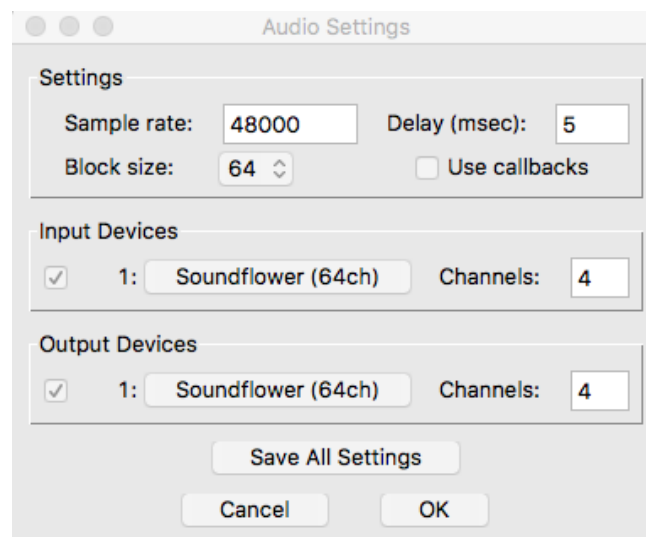 Audio Settings
Settings
Sample rate: 48000 Delay (msec): 5
Block size: 64 Use callbacks
Input Devices
1: Soundflower (64ch) Channels: 4
Output Devices
1: Soundflower (64ch) Channels: 4
Save All Settings
Cancel OK